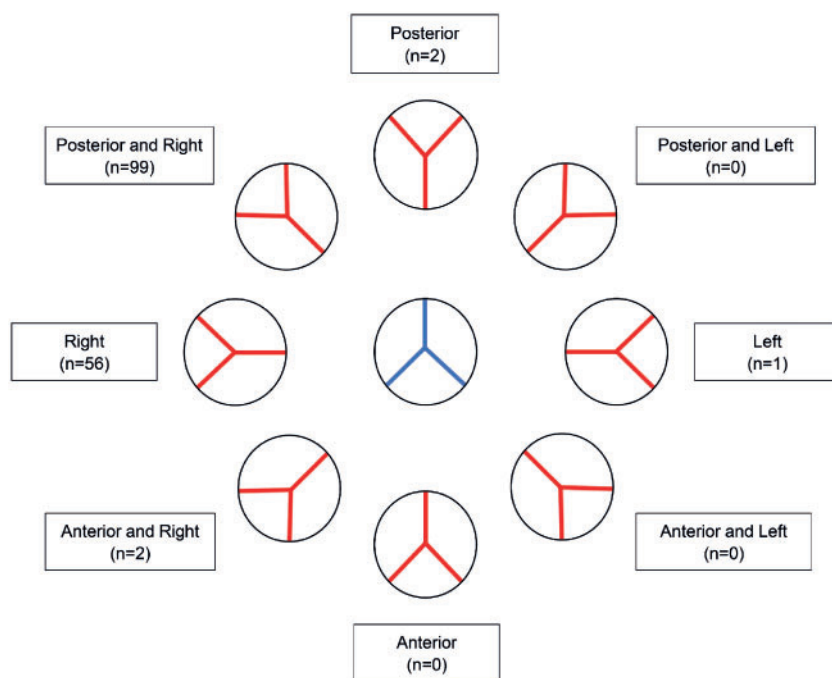 Posterior
(n=2)
Posterior and Right
(n=99)
Posterior and Left
(n=0)
Right
(n=56)
Left
(n=1)
Anterior and Right
(n=2)
Anterior and Left
(n=0)
Anterior
(n=0)